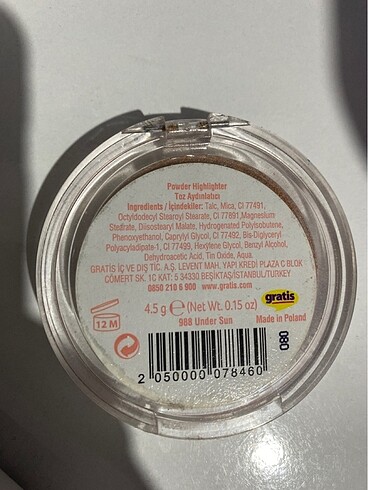 Powder Highlighter
Toz Aydınlatıcı
Ingredients / İçindekiler: Talc, Mica, CI 77491,
Octyldodecyl Stearoyl Stearate, CI 77891,Magnesium
Stearate, Diisostearyl Malate, Hydrogenated Polyisobutene,
Phenoxyethanol, Caprylyl Glycol, CI 77492, Bis-Diglyceryl
Polyacyladipate-1, CI 77499, Hexylene Glycol, Benzyl Alcohol,
Dehydroacetic Acid, Tin Oxide, Aqua.
GRATİS İÇ VE DIŞ TİC. A.Ş. LEVENT MAH. YAPI KREDİ PLAZA C BLOK
CÖMERT SK. 1C KAT: 5 34330 BEŞİKTAŞ/İSTANBUL/TURKEY
0850 210 6 900 www.gratis.com
12 M
4.5 g e (Net Wt. 0.15 oz)
gratis
988 Under Sun
Made in Poland
080
2 050000 078460